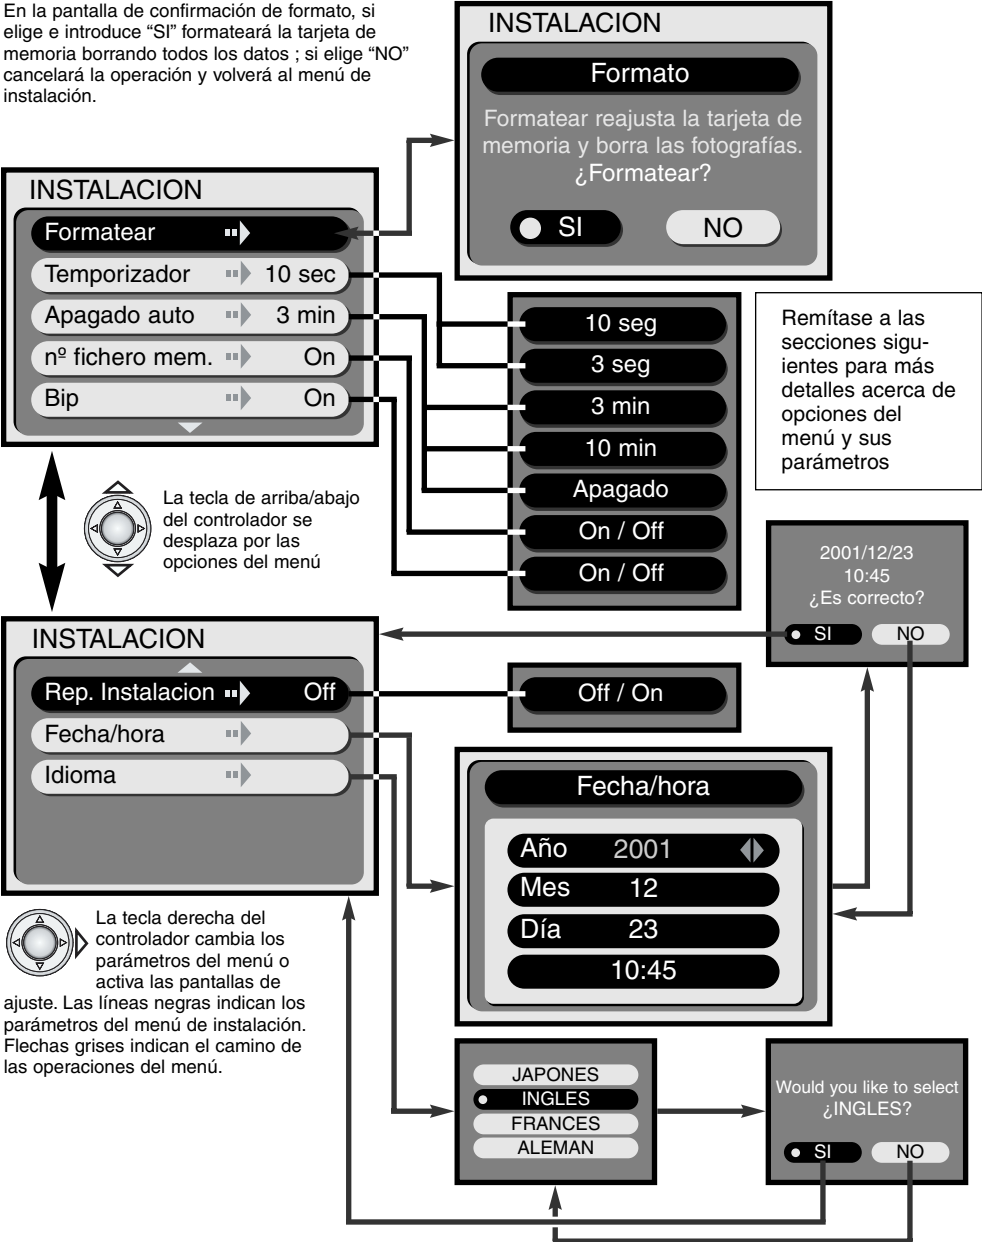 En la pantalla de confirmación de formato, si
elige e introduce “SI” formateará la tarjeta de
memoria borrando todos los datos ; si elige “NO”
cancelará la operación y volverá al menú de
instalación.
INSTALACION
Formato
Formatear reajusta la tarjeta de
memoria y borra las fotografías.
¿Formatear?
SI
NO
INSTALACION
Formatear
Temporizador 10 sec
Apagado auto 3 min
nº fichero mem. On
Bip On
10 seg
3 seg
3 min
10 min
Apagado
On / Off
On / Off
Remítase a las
secciones sigu-
ientes para más
detalles acerca de
opciones del
menú y sus
parámetros
La tecla de arriba/abajo
del controlador se
desplaza por las
opciones del menú
2001/12/23
10:45
¿Es correcto?
SI
NO
INSTALACION
Rep. Instalacion Off
Fecha/hora
Idioma
Off / On
Fecha/hora
Año 2001
Mes 12
Día 23
10:45
La tecla derecha del
controlador cambia los
parámetros del menú o
activa las pantallas de
ajuste. Las líneas negras indican los
parámetros del menú de instalación.
Flechas grises indican el camino de
las operaciones del menú.
JAPONES
INGLES
FRANCES
ALEMAN
Would you like to select
¿INGLES?
SI
NO